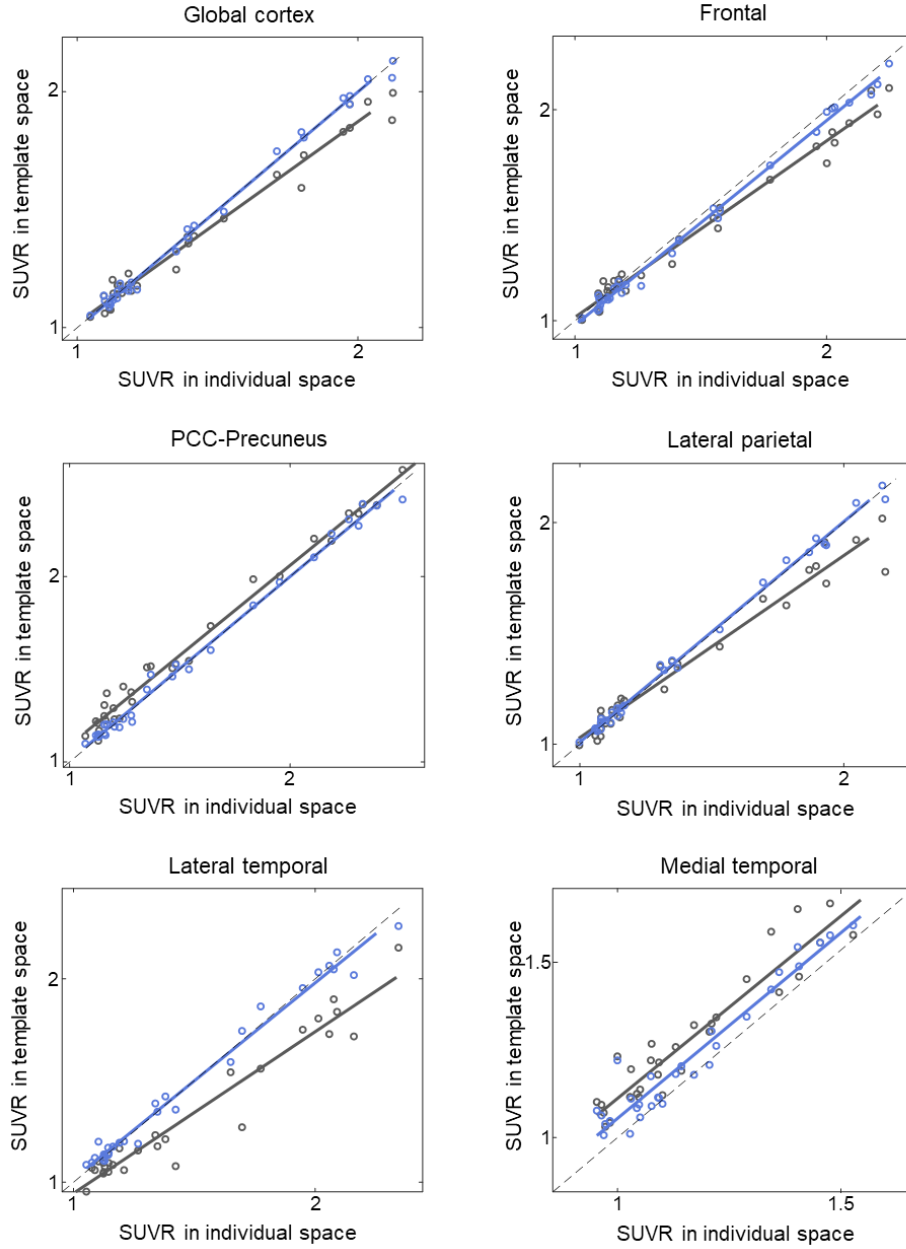 Global cortex
SUVR in template space
2
1
1
2
SUVR in individual space
Frontal
SUVR in template space
2
1
1
2
SUVR in individual space
PCC-Precuneus
SUVR in template space
2
1
1
2
SUVR in individual space
Lateral parietal
SUVR in template space
2
1
1
2
SUVR in individual space
Lateral temporal
SUVR in template space
2
1
1
2
SUVR in individual space
Medial temporal
SUVR in template space
1.5
1
1
1.5
SUVR in individual space